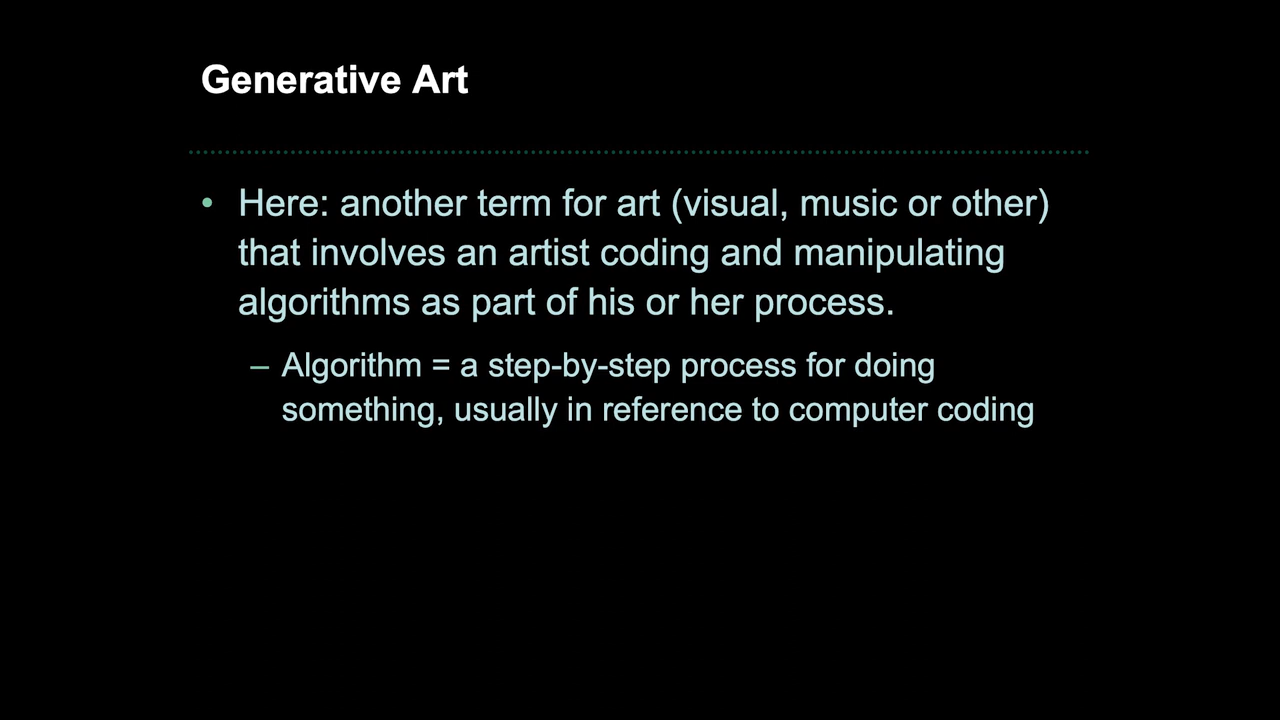 Generative Art
• Here: another term for art (visual, music or other)
that involves an artist coding and manipulating
algorithms as part of his or her process.
– Algorithm = a step-by-step process for doing
something, usually in reference to computer coding